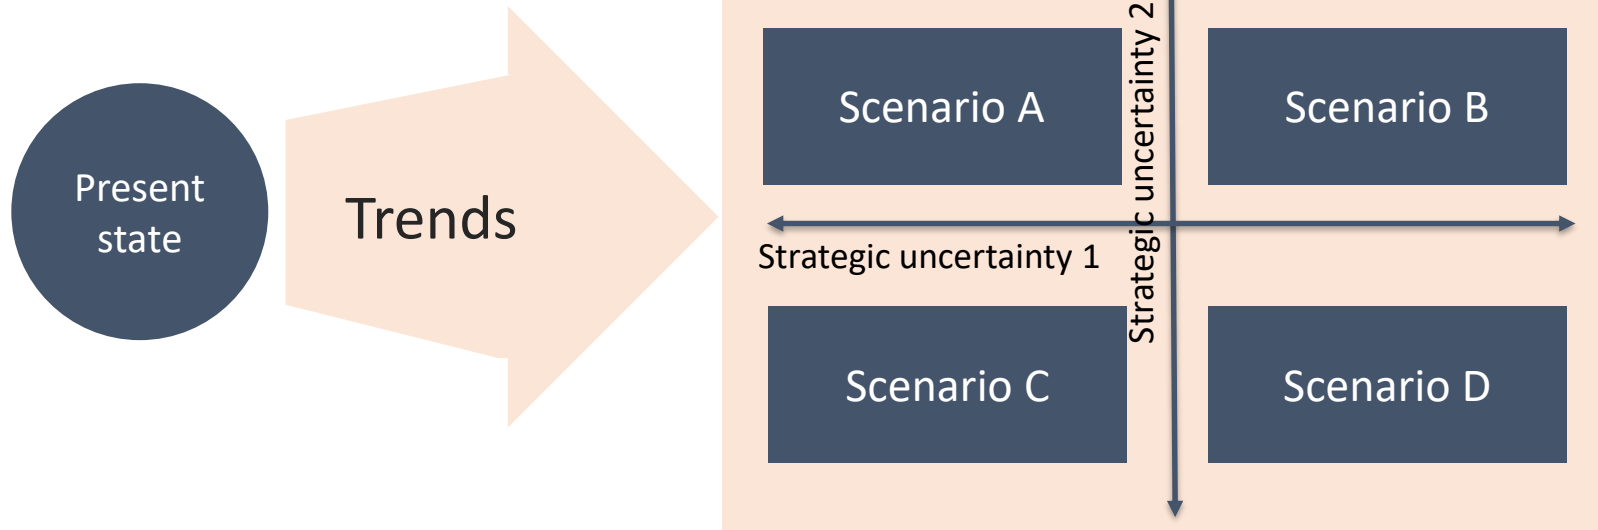 Present
state
Trends
Scenario A
Strategic uncertainty 2
Scenario B
Strategic uncertainty 1
Scenario C
Scenario D